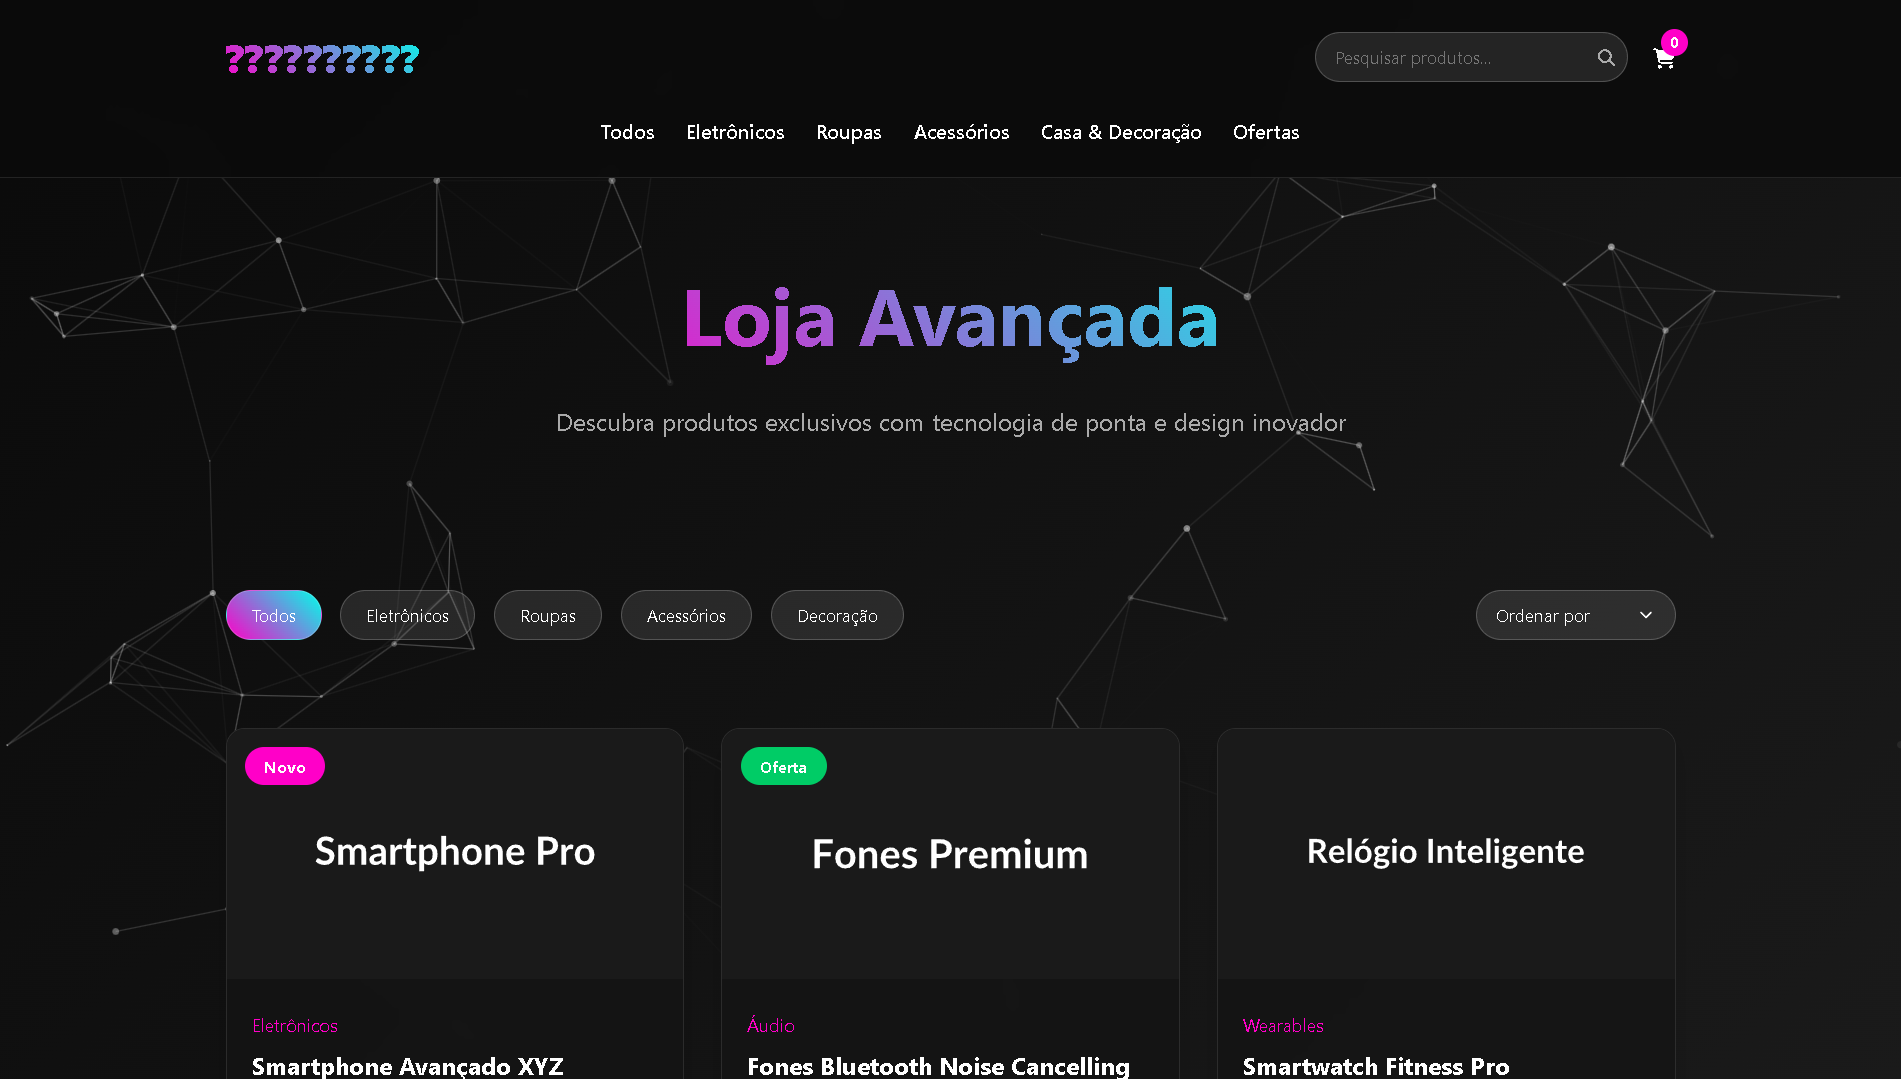 ??????????
Pesquisar produtos...
0
Todos Eletrônicos Roupas Acessórios Casa & Decoração Ofertas
Loja Avançada
Descubra produtos exclusivos com tecnologia de ponta e design inovador
Todos Eletrônicos Roupas Acessórios Decoração Ordenar por
Novo
Smartphone Pro
Eletrônicos
Smartphone Avançado XYZ
Oferta
Fones Premium
Áudio
Fones Bluetooth Noise Cancelling
Relógio Inteligente
Wearables
Smartwatch Fitness Pro